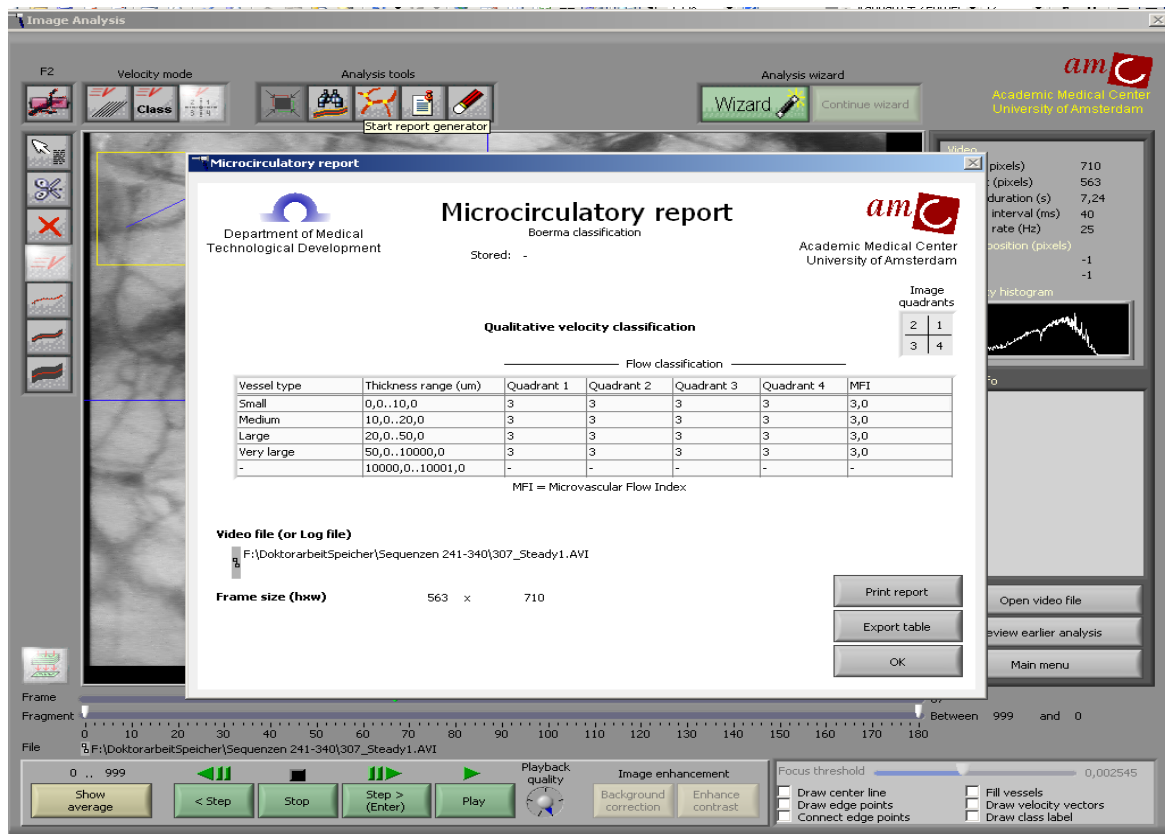 Image Analysis
F2
Velocity mode
Analysis tools
Analysis wizard
amc
Class
Wizard
Continue wizard
Academic Medical Center
University of Amsterdam
Start report generator
Video
pixels) 710
(pixels) 563
duration (s) 7,24
interval (ms) 40
rate (Hz) 25
position (pixels)
-1
-1
y histogram
Microcirculatory report
Department of Medical
Technological Development
Microcirculatory report
Boerma classification
Stored: -
amc
Academic Medical Center
University of Amsterdam
Image
quadrants
2 1
3 4
Qualitative velocity classification
Flow classification
Vessel type Thickness range (um) Quadrant 1 Quadrant 2 Quadrant 3 Quadrant 4 MFI
Small 0,0..10,0 3 3 3 3 3,0
Medium 10,0..20,0 3 3 3 3 3,0
Large 20,0..50,0 3 3 3 3 3,0
Very large 50,0..10000,0 3 3 3 3 3,0
- 10000,0..10001,0 - - - - -
MFI = Microvascular Flow Index
Video file (or Log file)
F:\DoktorarbeitSpeicher\Sequenzen 241-340\307_Steady1.AVI
Frame size (hxw) 563 x 710
Print report
Export table
OK
Open video file
eview earlier analysis
Main menu
Frame
Fragment
Between 999 and 0
0 10 20 30 40 50 60 70 80 90 100 110 120 130 140 150 160 170 180
File F:\DoktorarbeitSpeicher\Sequenzen 241-340\307_Steady1.AVI
0 .. 999
Show
average
< Step
Stop
Step >
(Enter)
Play
Playback
quality
Image enhancement
Background
correction
Enhance
contrast
Focus threshold 0,002545
Draw center line
Draw edge points
Connect edge points
Fill vessels
Draw velocity vectors
Draw class label